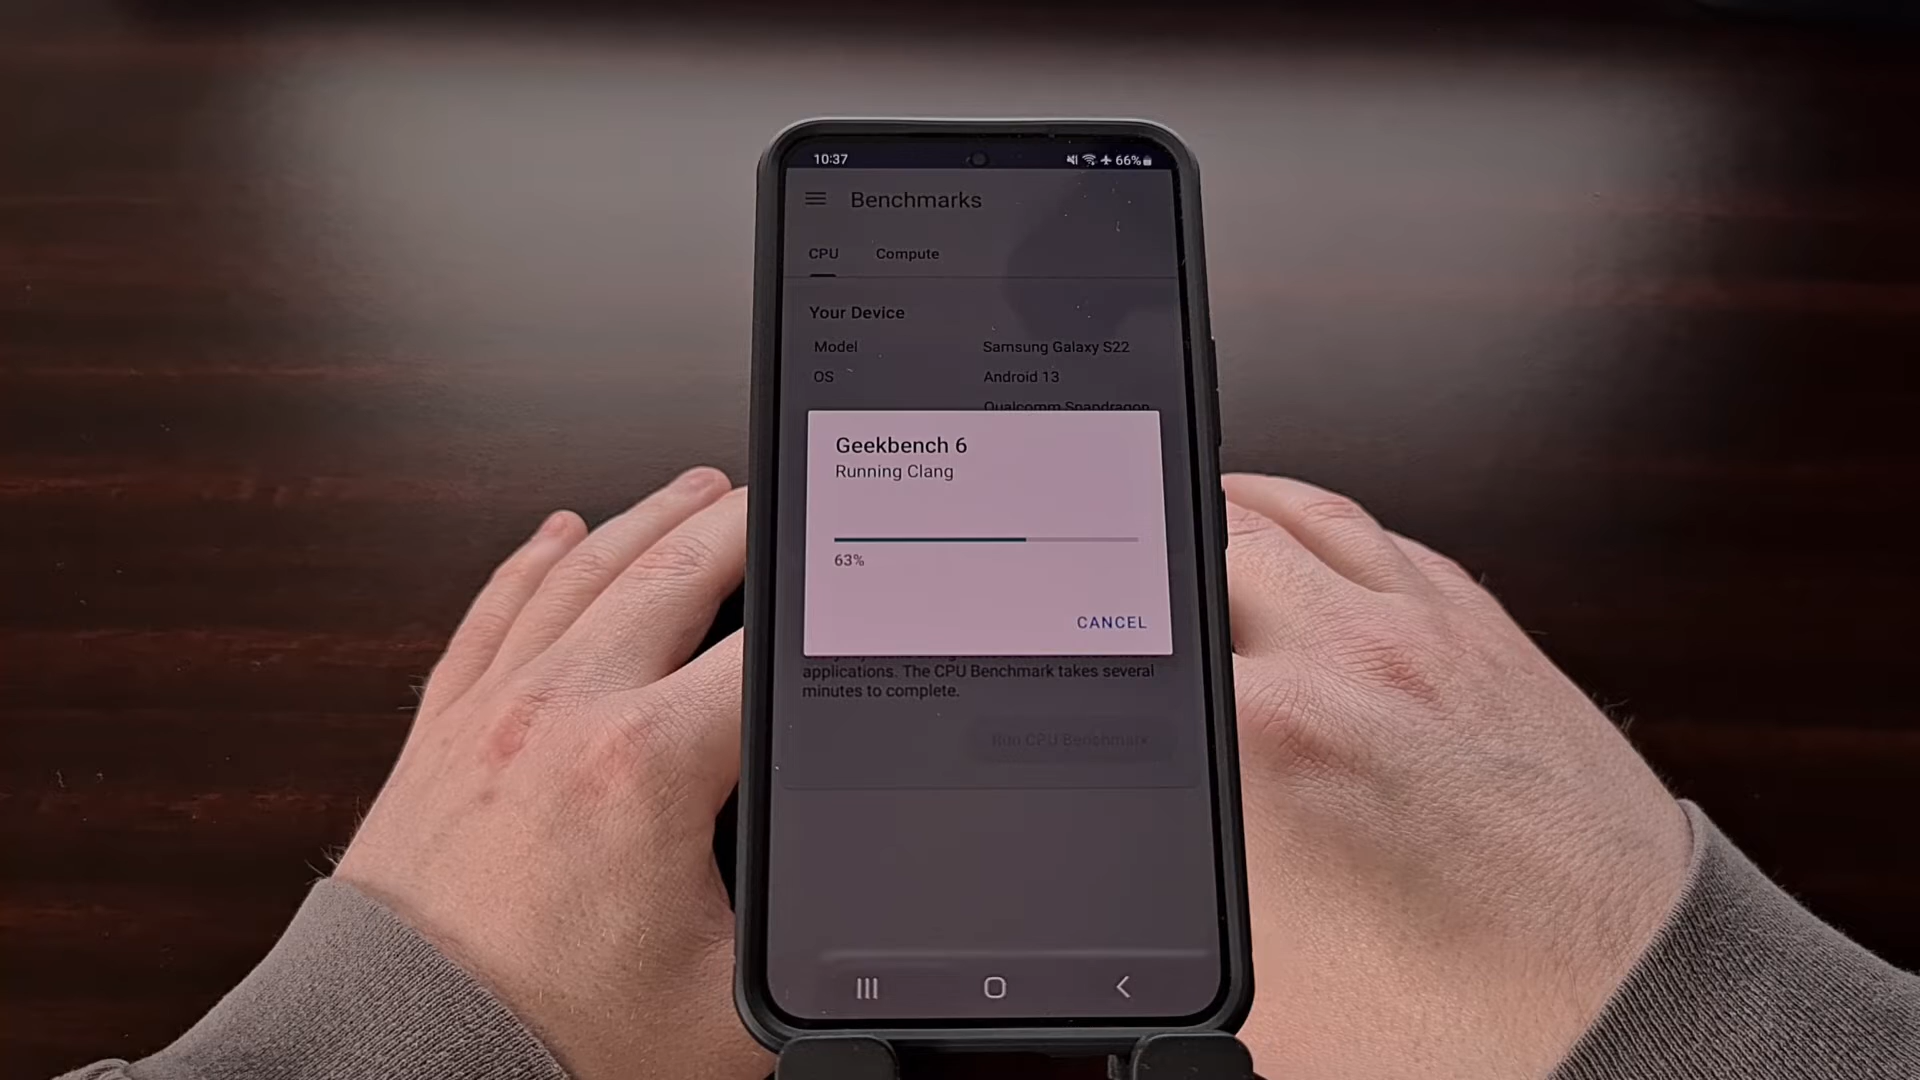 10:37
66%
Benchmarks
CPU Compute
Your Device
Model Samsung Galaxy S22
OS Android 13
Qualcomm Snapdragon
Geekbench 6
Running Clang
63%
CANCEL
applications. The CPU Benchmark takes several
minutes to complete.
Run CPU Benchmark